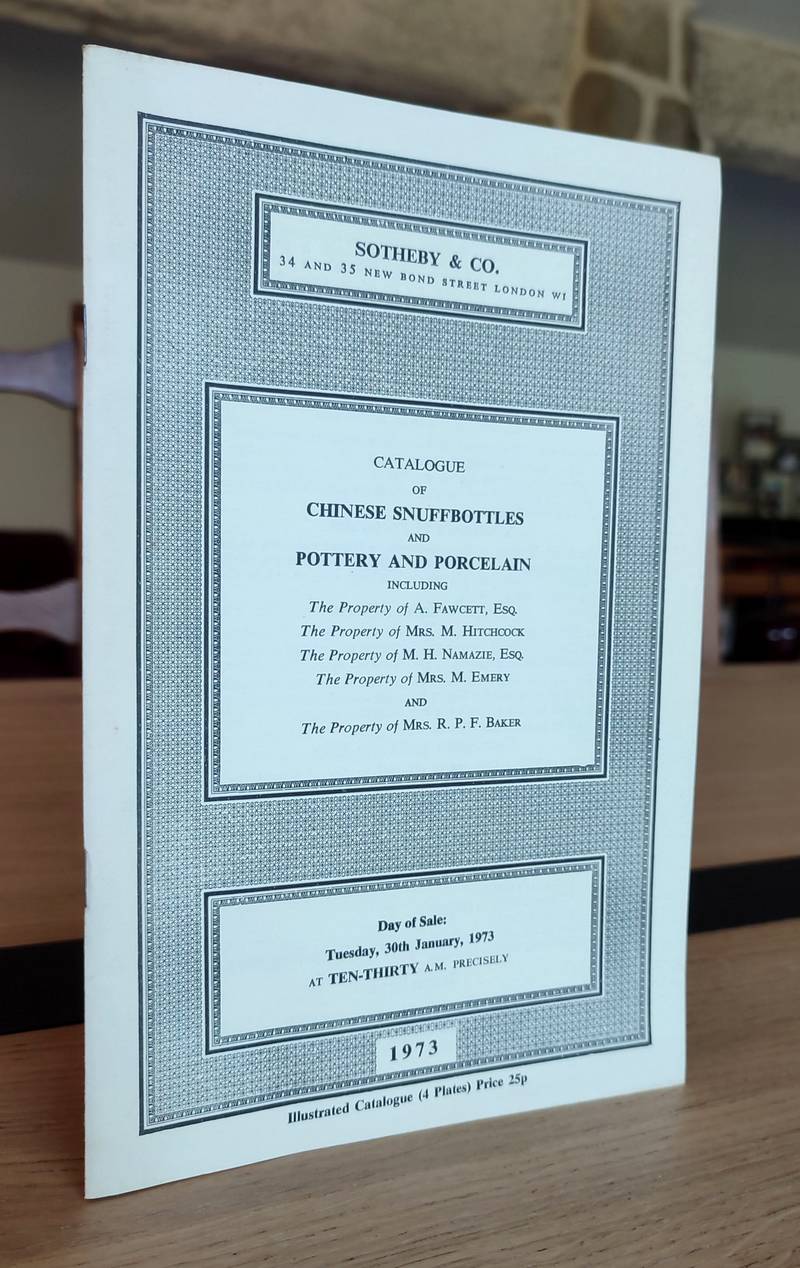 SOTHEBY & CO.
34 AND 35 NEW BOND STREET LONDON W1
CATALOGUE
OF
CHINESE SNUFFBOTTLES
AND
POTTERY AND PORCELAIN
INCLUDING
The Property of A. FAWCETT, ESQ.
The Property of MRS. M. HITCHCOCK
The Property of M. H. NAMAZIE, ESQ.
The Property of MRS. M. EMERY
AND
The Property of MRS. R. P. F. BAKER
Day of Sale:
Tuesday, 30th January, 1973
AT TEN-THIRTY A.M. PRECISELY
1973
Illustrated Catalogue (4 Plates) Price 25p